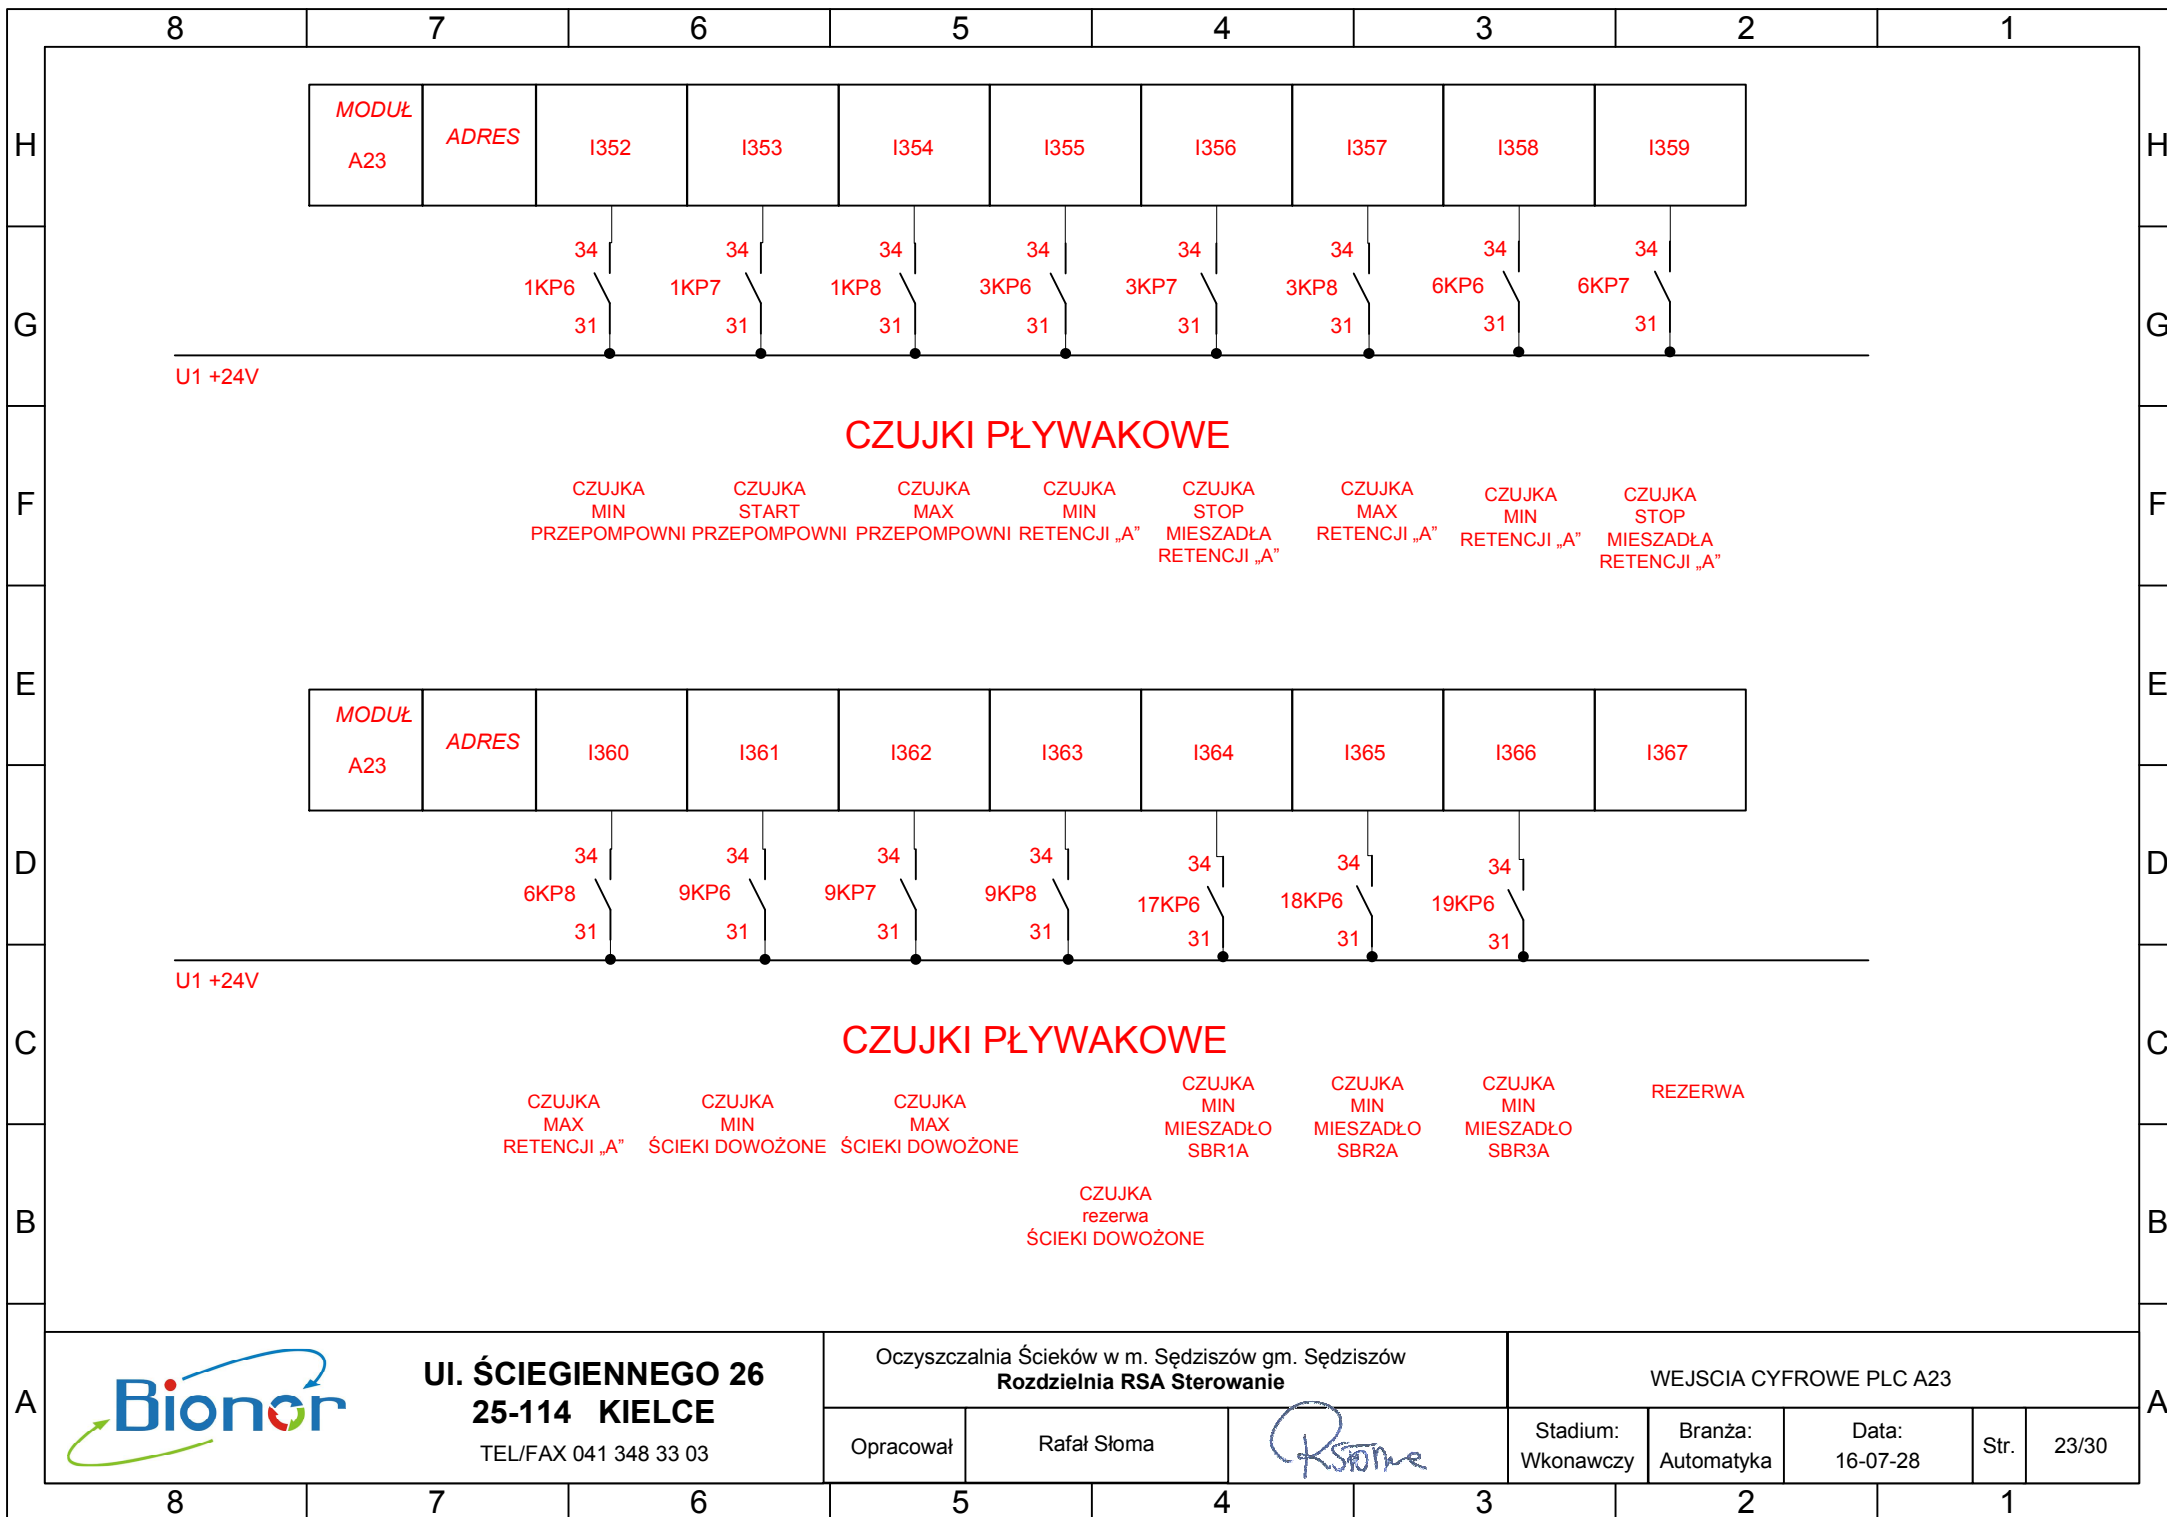 8 7 6 5 4 3 2 1
H H
MODUŁ
A23
ADRES
I352 I353 I354 I355 I356 I357 I358 I359
34 34 34 34 34 34 34 34
1KP6 1KP7 1KP8 3KP6 3KP7 3KP8 6KP6 6KP7
G G
31 31 31 31 31 31 31 31
U1 +24V
CZUJKI PŁYWAKOWE
F F
CZUJKA
MIN
PRZEPOMPOWNI
CZUJKA
START
PRZEPOMPOWNI
CZUJKA
MAX
PRZEPOMPOWNI
CZUJKA
MIN
RETENCJI „A”
CZUJKA
STOP
MIESZADŁA
RETENCJI „A”
CZUJKA
MAX
RETENCJI „A”
CZUJKA
MIN
RETENCJI „A”
CZUJKA
STOP
MIESZADŁA
RETENCJI „A”
E E
MODUŁ
A23
ADRES
I360 I361 I362 I363 I364 I365 I366 I367
D D
34 34 34 34 34 34 34
6KP8 9KP6 9KP7 9KP8 17KP6 18KP6 19KP6
31 31 31 31 31 31 31
U1 +24V
CZUJKI PŁYWAKOWE
C C
CZUJKA
MAX
RETENCJI „A”
CZUJKA
MIN
ŚCIEKI DOWOŻONE
CZUJKA
MAX
ŚCIEKI DOWOŻONE
CZUJKA
rezerwa
ŚCIEKI DOWOŻONE
CZUJKA
MIN
MIESZADŁO
SBR1A
CZUJKA
MIN
MIESZADŁO
SBR2A
CZUJKA
MIN
MIESZADŁO
SBR3A
REZERWA
B B
A A
Bionor
Ul. ŚCIEGIENNEGO 26
25-114 KIELCE
TEL/FAX 041 348 33 03
Oczyszczalnia Ścieków w m. Sędziszów gm. Sędziszów
Rozdzielnia RSA Sterowanie
Opracował
Rafał Słoma
RSłoma
WEJSCIA CYFROWE PLC A23
Stadium:
Wkonawczy
Branża:
Automatyka
Data:
16-07-28
Str.
23/30
8 7 6 5 4 3 2 1